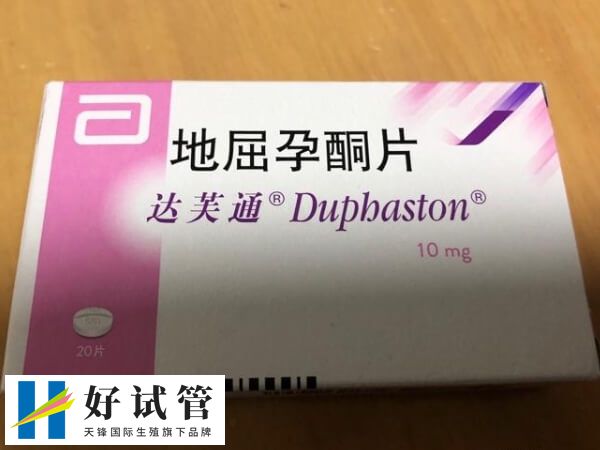 地屈孕酮片
达芙通® Duphaston®
10 mg
20片
好试管
天锋国际生殖旗下品牌